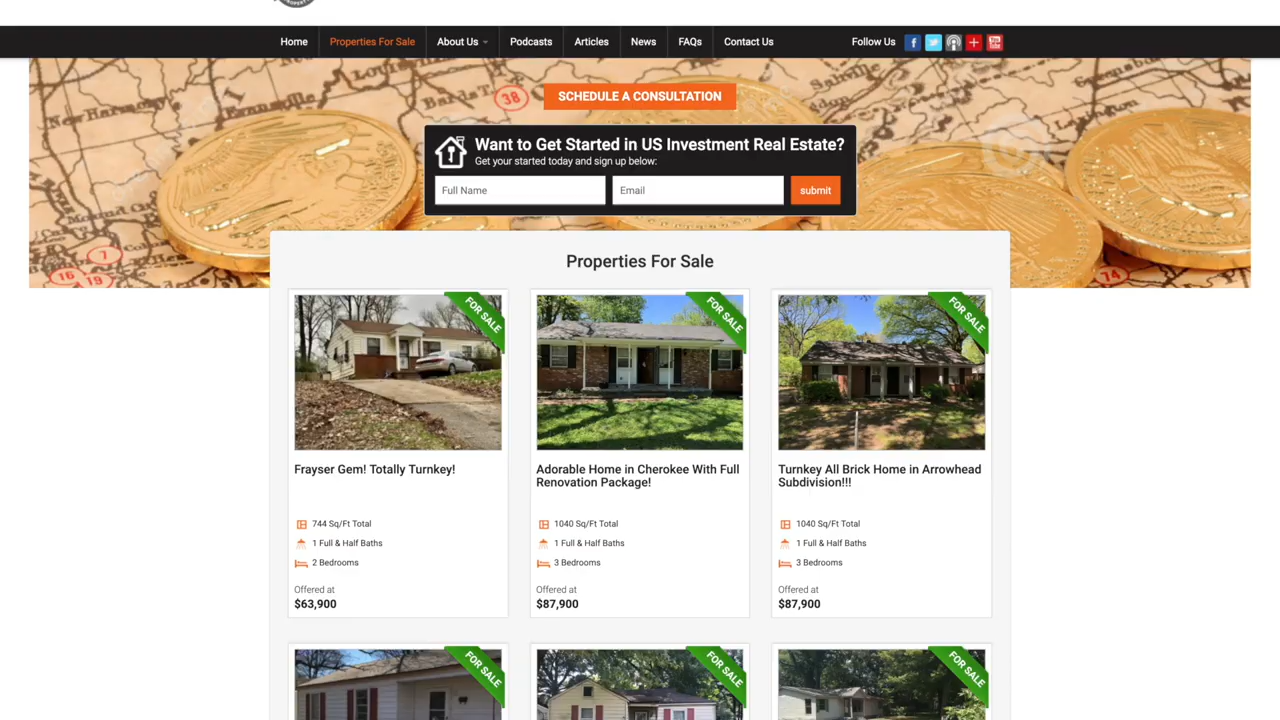 Home
Properties For Sale
About Us
Podcasts
Articles
News
FAQs
Contact Us
Follow Us
SCHEDULE A CONSULTATION
Want to Get Started in US Investment Real Estate?
Get your started today and sign up below:
Full Name
Email
submit
38
7
16
19
74
Properties For Sale
FOR SALE
FOR SALE
FOR SALE
Frayser Gem! Totally Turnkey!
744 Sq/Ft Total
1 Full & Half Baths
2 Bedrooms
Offered at
$63,900
Adorable Home in Cherokee With Full
Renovation Package!
1040 Sq/Ft Total
1 Full & Half Baths
3 Bedrooms
Offered at
$87,900
Turnkey All Brick Home in Arrowhead
Subdivision!!!
1040 Sq/Ft Total
1 Full & Half Baths
3 Bedrooms
Offered at
$87,900
FOR SALE
FOR SALE
FOR SALE